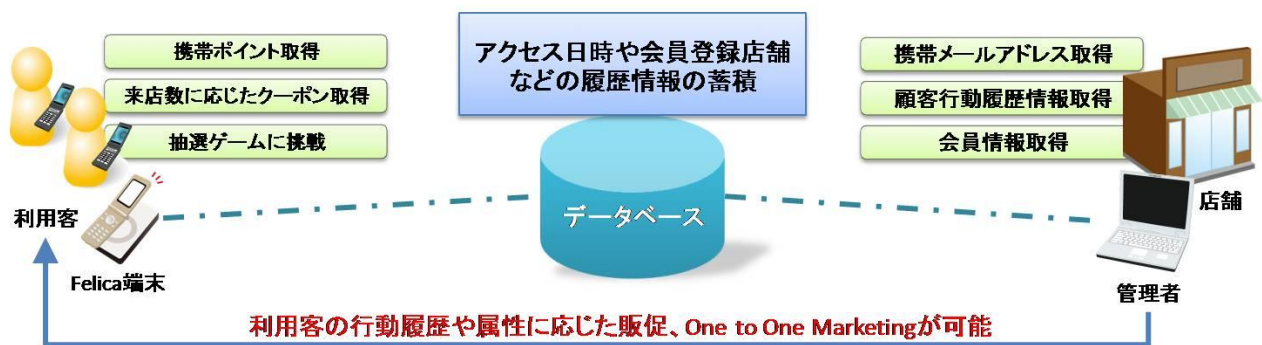 携帯ポイント取得
来店数に応じたクーポン取得
抽選ゲームに挑戦
利用客
Felica端末
アクセス日時や会員登録店舗
などの履歴情報の蓄積
データベース
携帯メールアドレス取得
顧客行動履歴情報取得
会員情報取得
店舗
管理者
利用客の行動履歴や属性に応じた販促、One to One Marketingが可能